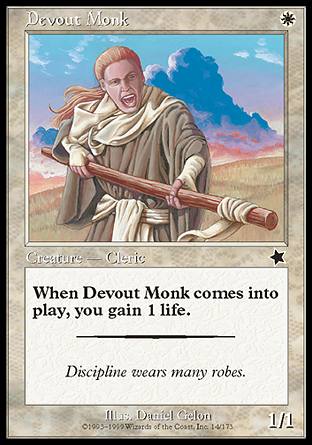 Devout Monk
Creature — Cleric
When Devout Monk comes into
play, you gain 1 life.
Discipline wears many robes.
Illus. Daniel Gelon
©1993-1999 Wizards of the Coast, Inc. 14/173
1/1